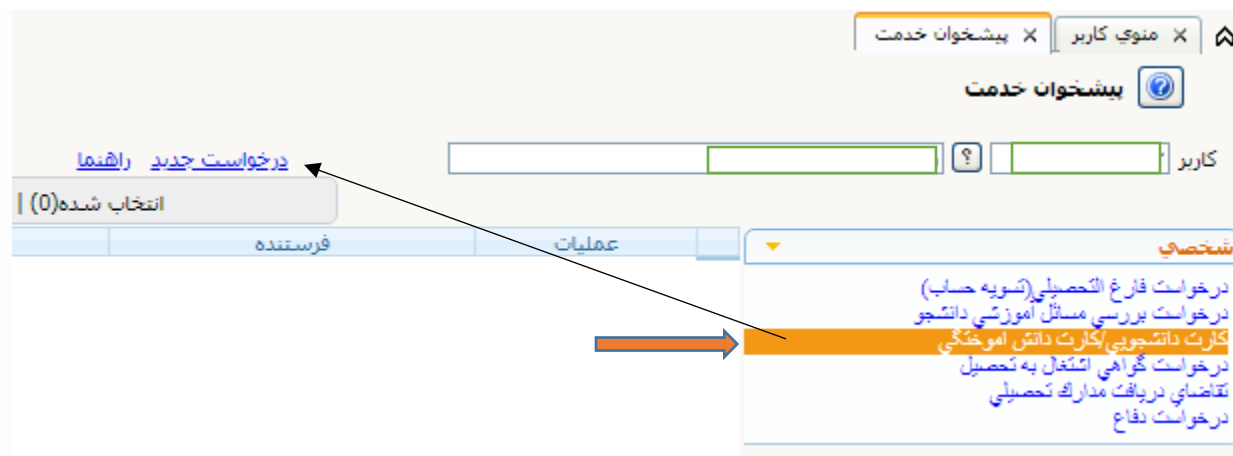 منوي كاربر × پيشخوان خدمت ×
پيشخوان خدمت
كاربر ؟ درخواست جديد راهنما
انتخاب شده(0) |
شخصي
عمليات فرستنده
درخواست فارغ التحصيلي(تسويه حساب)
درخواست بررسي مسائل آموزشي دانشجو
كارت دانشجويي/كارت دانش آموختگي
درخواست گواهي اشتغال به تحصيل
تقاضاي دريافت مدارك تحصيلي
درخواست دفاع